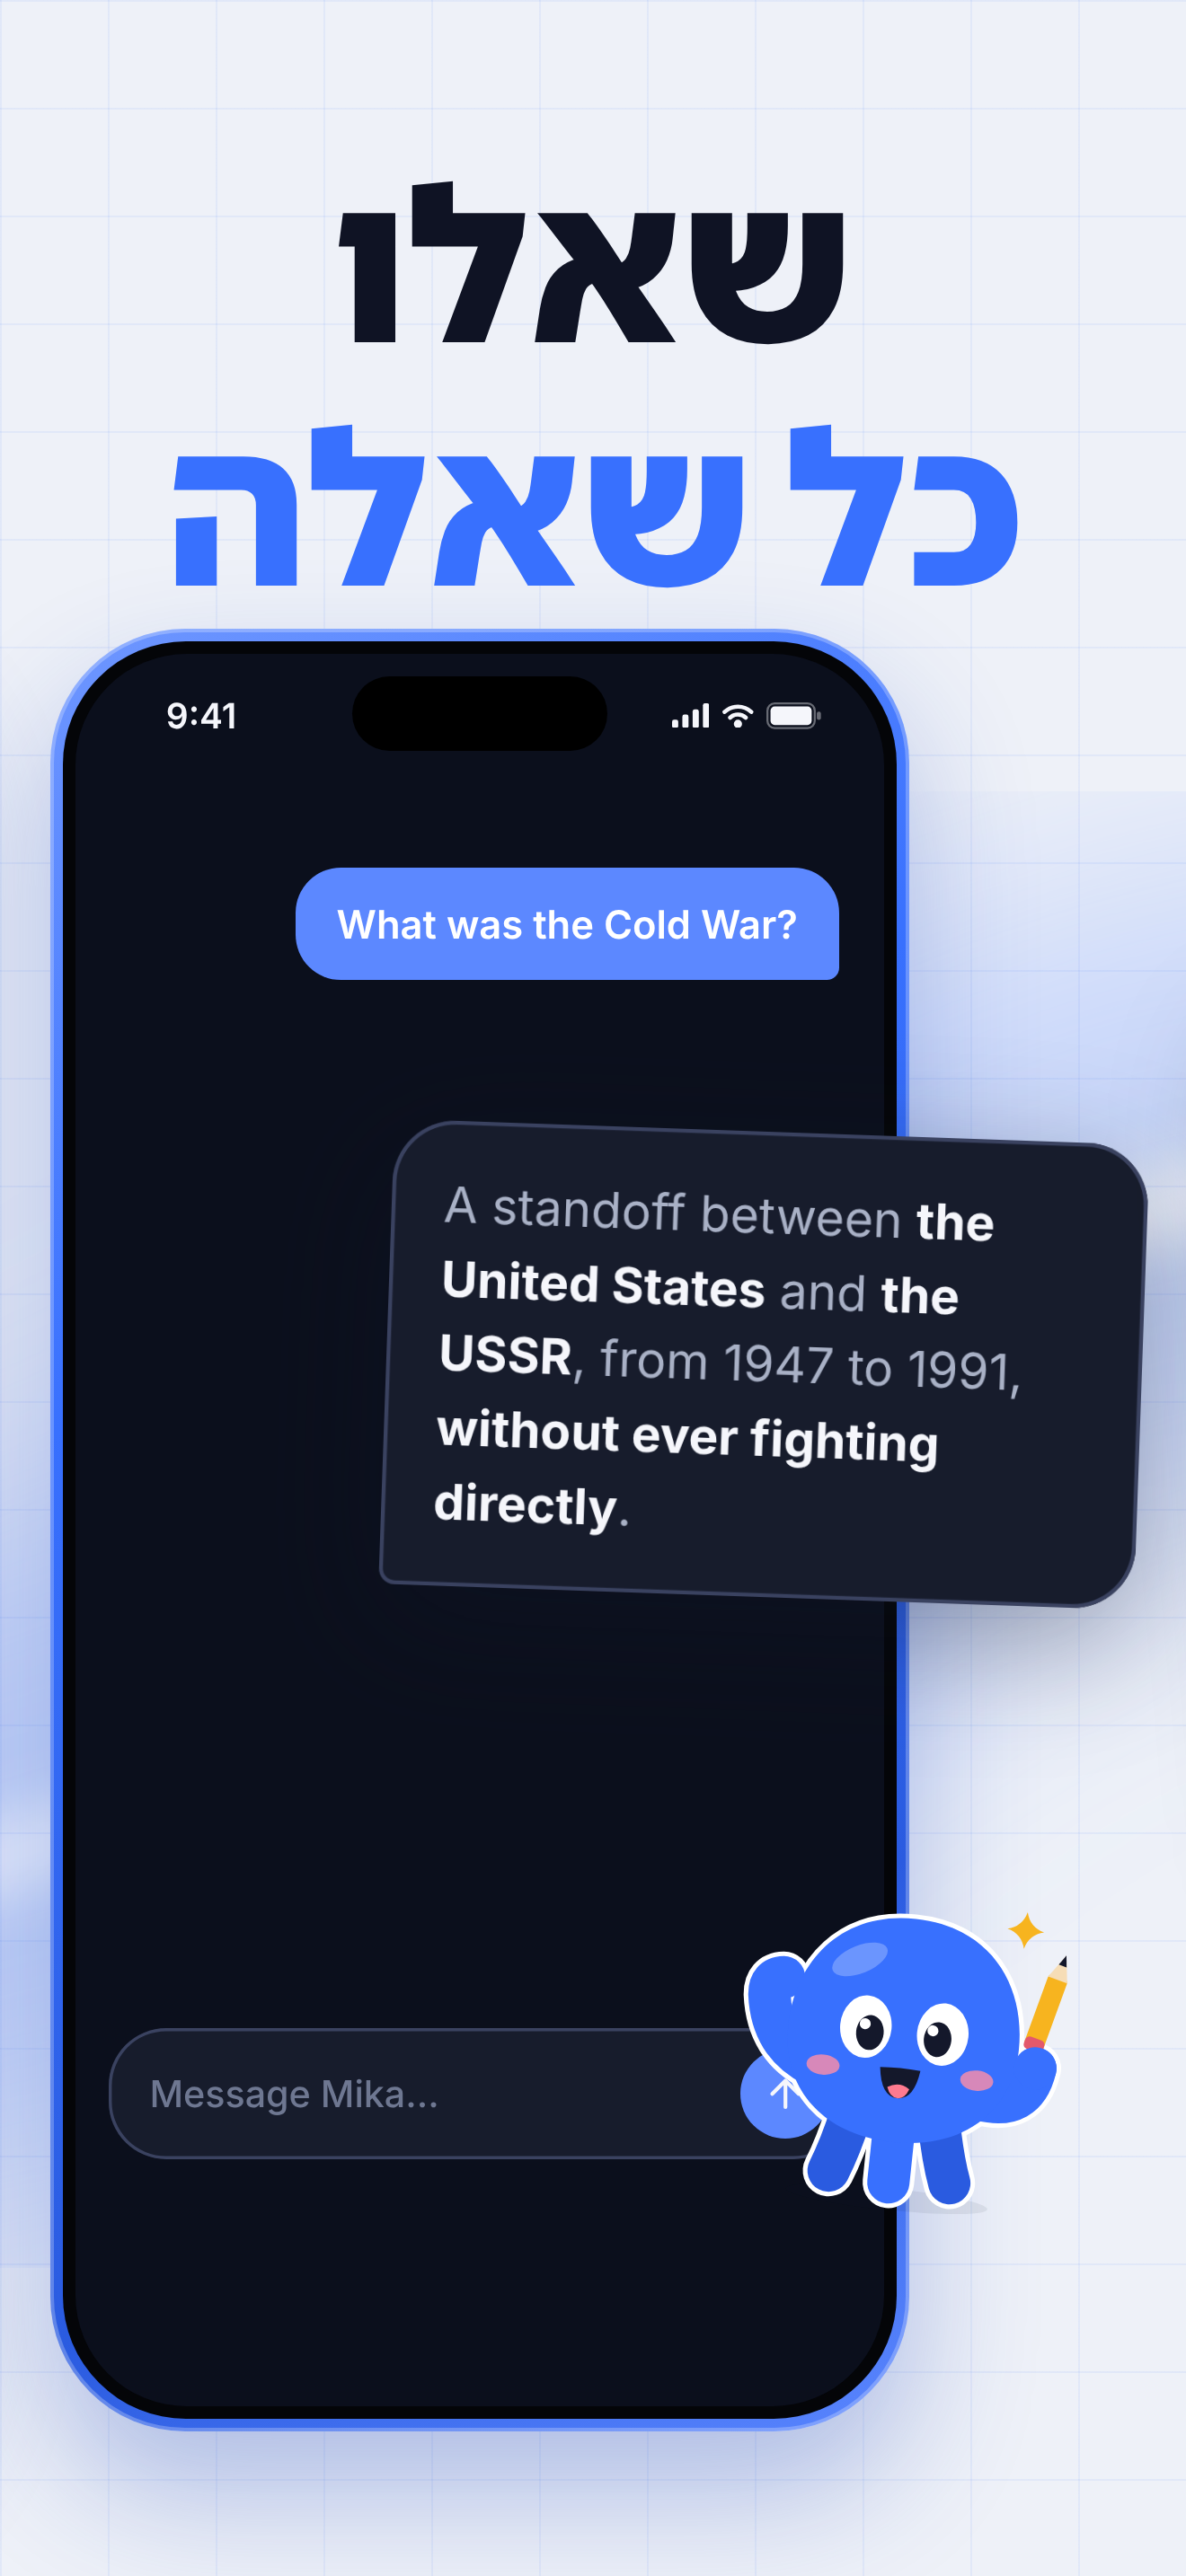 שאלו
כל שאלה
9:41
What was the Cold War?
A standoff between the
United States and the
USSR, from 1947 to 1991,
without ever fighting
directly.
Message Mika...